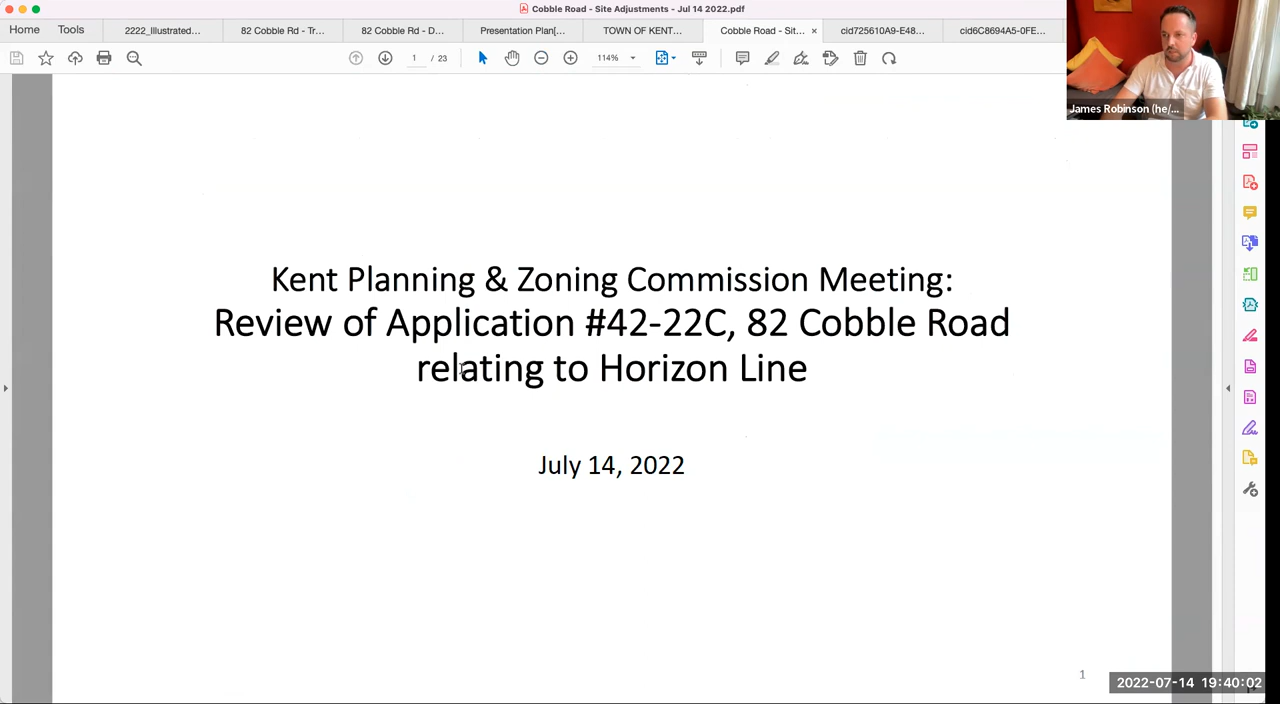 Cobble Road - Site Adjustments - Jul 14 2022.pdf
Home
Tools
2222_Illustrated...
82 Cobble Rd - Tr...
82 Cobble Rd - D...
Presentation Plan[...
TOWN OF KENT...
Cobble Road - Sit...
cid725610A9-E48...
cid6C8694A5-0FE...
1 / 23
114%
James Robinson (he/...
Kent Planning & Zoning Commission Meeting:
Review of Application #42-22C, 82 Cobble Road
relating to Horizon Line
July 14, 2022
1
2022-07-14 19:40:02